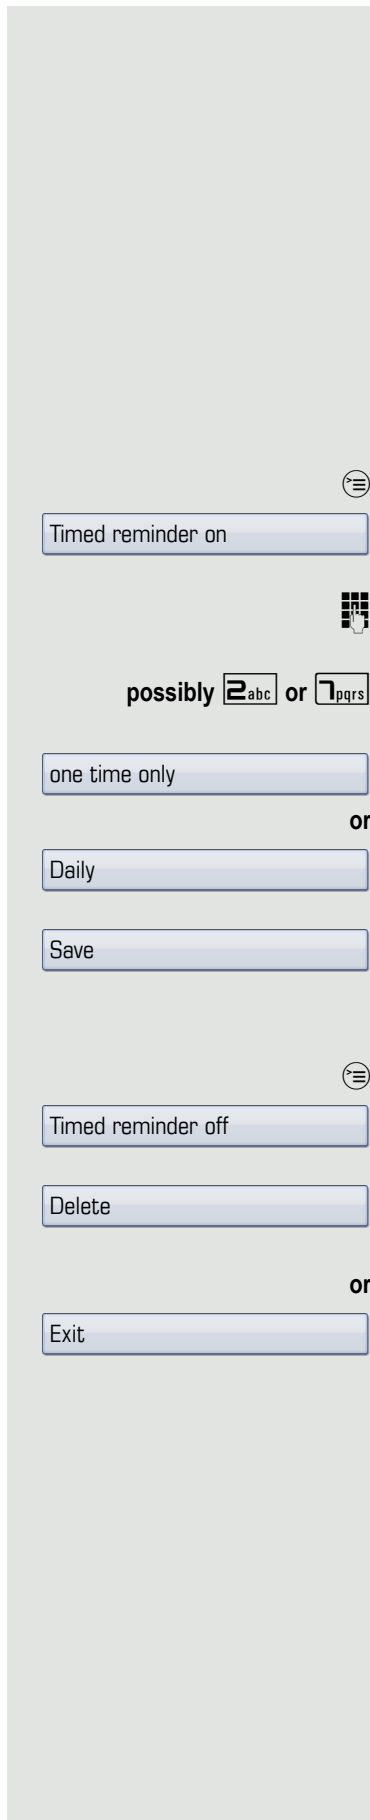 Timed reminder on
possibly 2abc or 7pqrs
one time only
or
Daily
Save
Timed reminder off
Delete
or
Exit